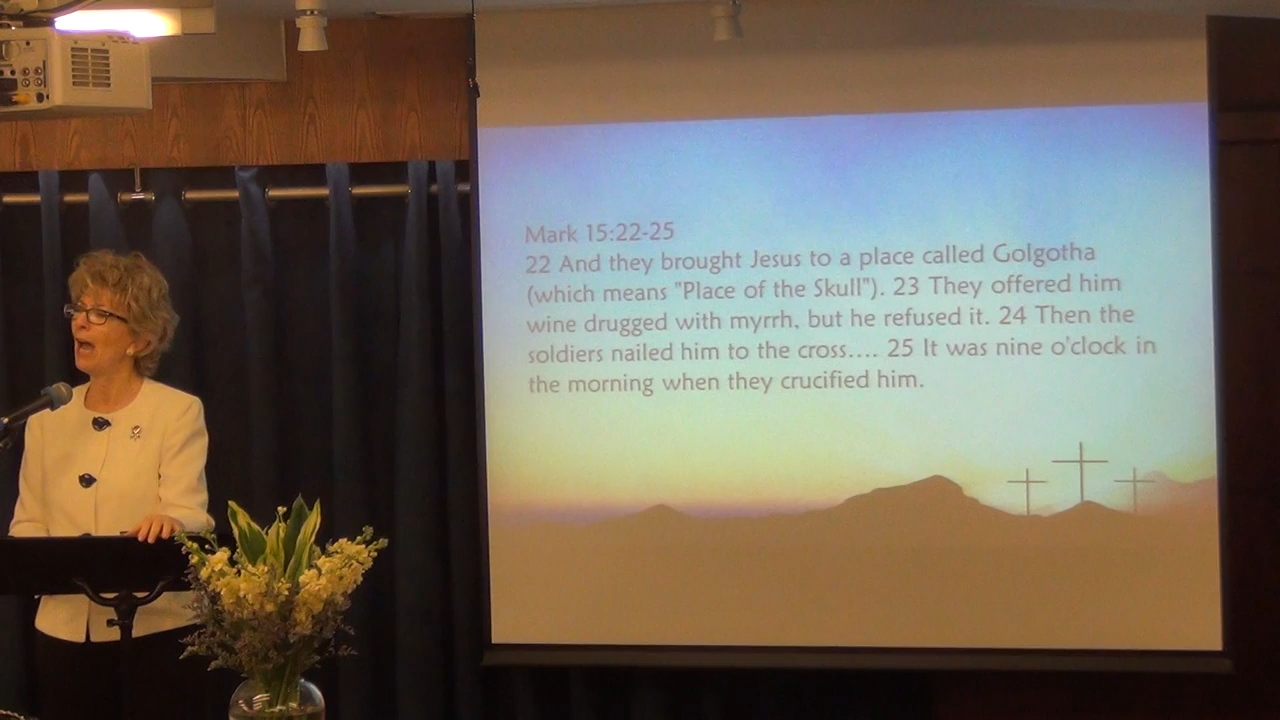 Mark 15:22-25
22 And they brought Jesus to a place called Golgotha
(which means "Place of the Skull"). 23 They offered him
wine drugged with myrrh, but he refused it. 24 Then the
soldiers nailed him to the cross.... 25 It was nine o'clock in
the morning when they crucified him.